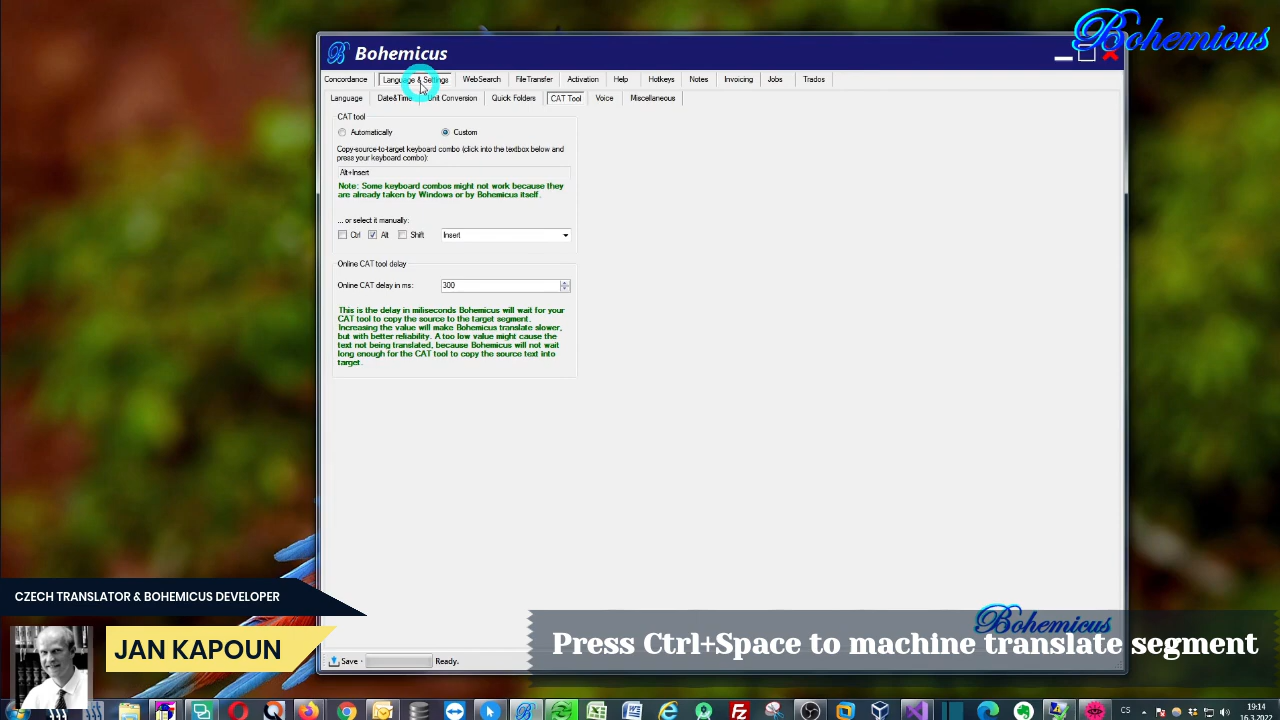 Bohemicus
Bohemicus
Concordance Language & Settings WebSearch FileTransfer Activation Help Hotkeys Notes Invoicing Jobs Trados
Language Date&Time Unit Conversion Quick Folders CAT Tool Voice Miscellaneous
CAT tool
Automatically Custom
Copy-source-to-target keyboard combo (click into the textbox below and
press your keyboard combo):
Alt+Insert
Note: Some keyboard combos might not work because they
are already taken by Windows or by Bohemicus itself.
... or select it manually:
Ctrl Alt Shift Insert
Online CAT tool delay
Online CAT delay in ms: 300
This is the delay in miliseconds Bohemicus will wait for your
CAT tool to copy the source to the target segment.
Increasing the value will make Bohemicus translate slower,
but with better reliability. A too low value might cause the
text not being translated, because Bohemicus will not wait
long enough for the CAT tool to copy the source text into
target.
CZECH TRANSLATOR & BOHEMICUS DEVELOPER
JAN KAPOUN
Bohemicus
Press Ctrl+Space to machine translate segment
Save Ready.
CS
19:14
16.3.2022